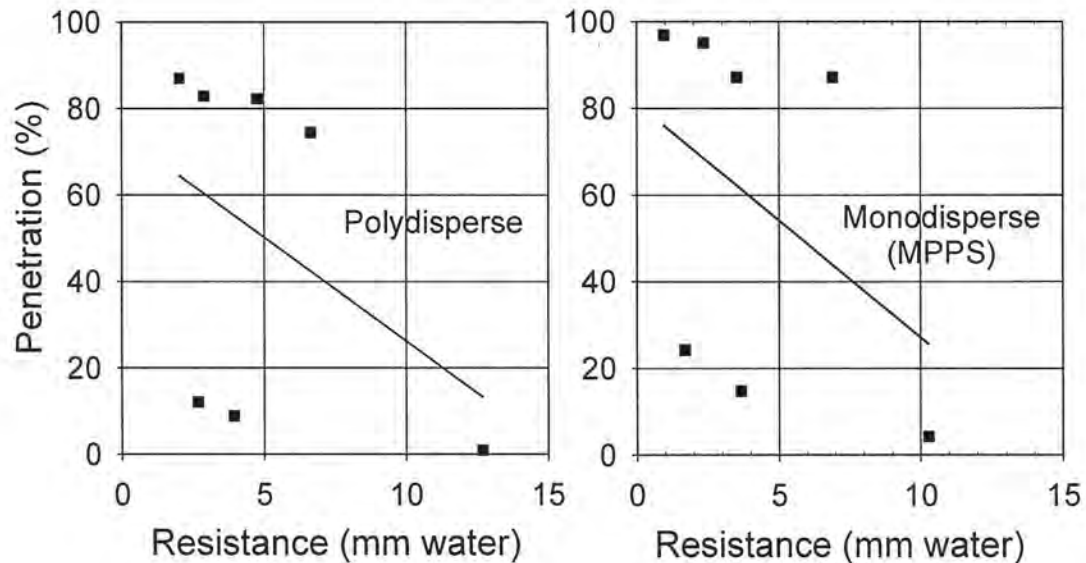 Penetration (%)
100
80
60
40
20
0
0 5 10 15
Resistance (mm water)
Polydisperse
100
80
60
40
20
0
0 5 10 15
Resistance (mm water)
Monodisperse
(MPPS)